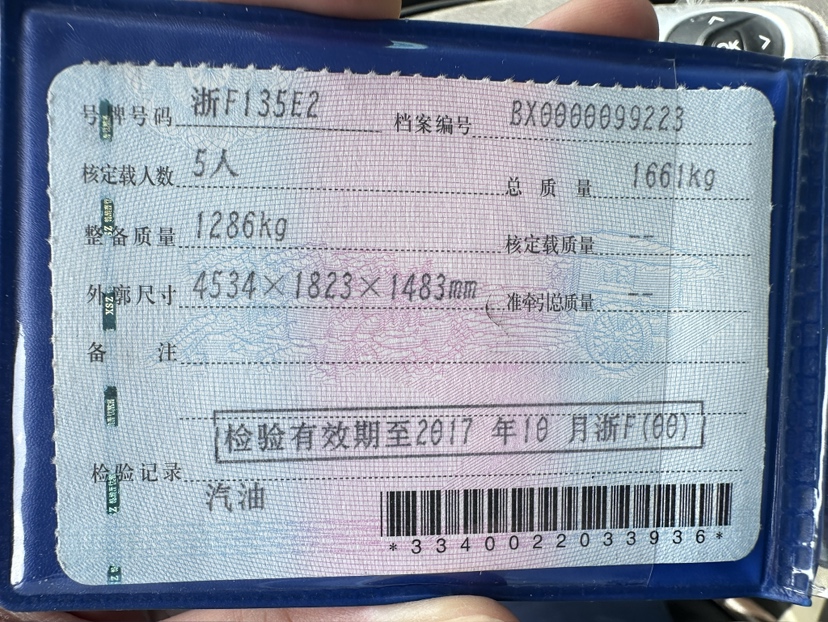 号牌号码 浙F135E2 档案编号 BX0000099223
核定载人数 5人 总质量 1661kg
整备质量 1286kg 核定载质量 --
外廓尺寸 4534×1823×1483mm 准牵引总质量 --
备注
检验有效期至2017 年10 月浙F(00)
检验记录
汽油
*3340022033936*